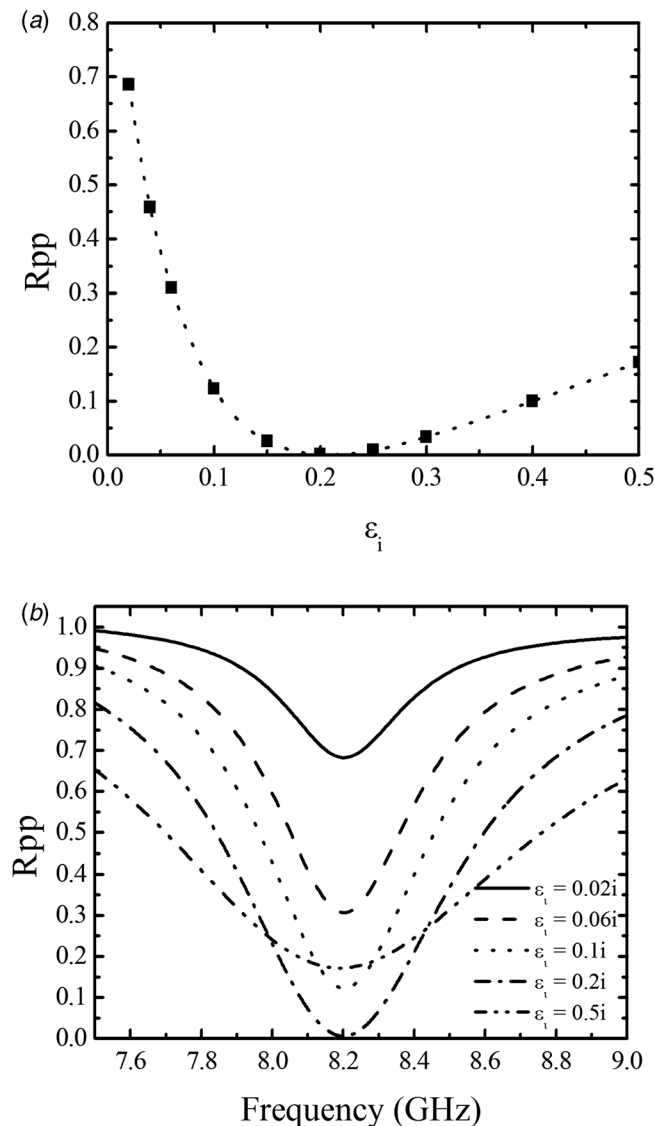 (a)
0.8
0.7
0.6
0.5
0.4
0.3
0.2
0.1
0.0
Rpp
0.0 0.1 0.2 0.3 0.4 0.5
εi
(b)
1.0
0.9
0.8
0.7
0.6
0.5
0.4
0.3
0.2
0.1
0.0
Rpp
εi = 0.02i
εi = 0.06i
εi = 0.1i
εi = 0.2i
εi = 0.5i
7.6 7.8 8.0 8.2 8.4 8.6 8.8 9.0
Frequency (GHz)